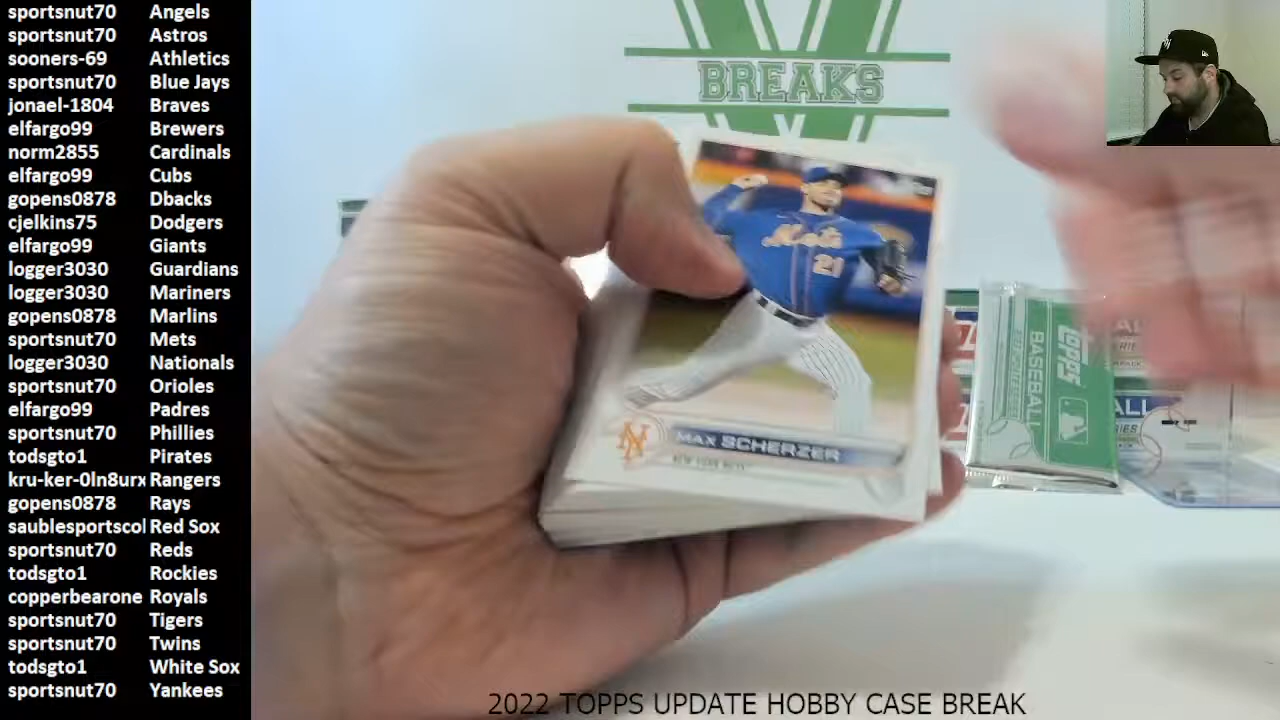 sportsnut70 Angels
sportsnut70 Astros
sooners-69 Athletics
sportsnut70 Blue Jays
jonael-1804 Braves
elfargo99 Brewers
norm2855 Cardinals
elfargo99 Cubs
gopens0878 Dbacks
cjelkins75 Dodgers
elfargo99 Giants
logger3030 Guardians
logger3030 Mariners
gopens0878 Marlins
sportsnut70 Mets
logger3030 Nationals
sportsnut70 Orioles
elfargo99 Padres
sportsnut70 Phillies
todsgto1 Pirates
kru-ker-0ln8urx Rangers
gopens0878 Rays
saublesportscol Red Sox
sportsnut70 Reds
todsgto1 Rockies
copperbearone Royals
sportsnut70 Tigers
sportsnut70 Twins
todsgto1 White Sox
sportsnut70 Yankees
V
BREAKS
Mets
21
MAX SCHERZER
NEW YORK METS
NY
topps
BASEBALL
2022 TOPPS UPDATE HOBBY CASE BREAK